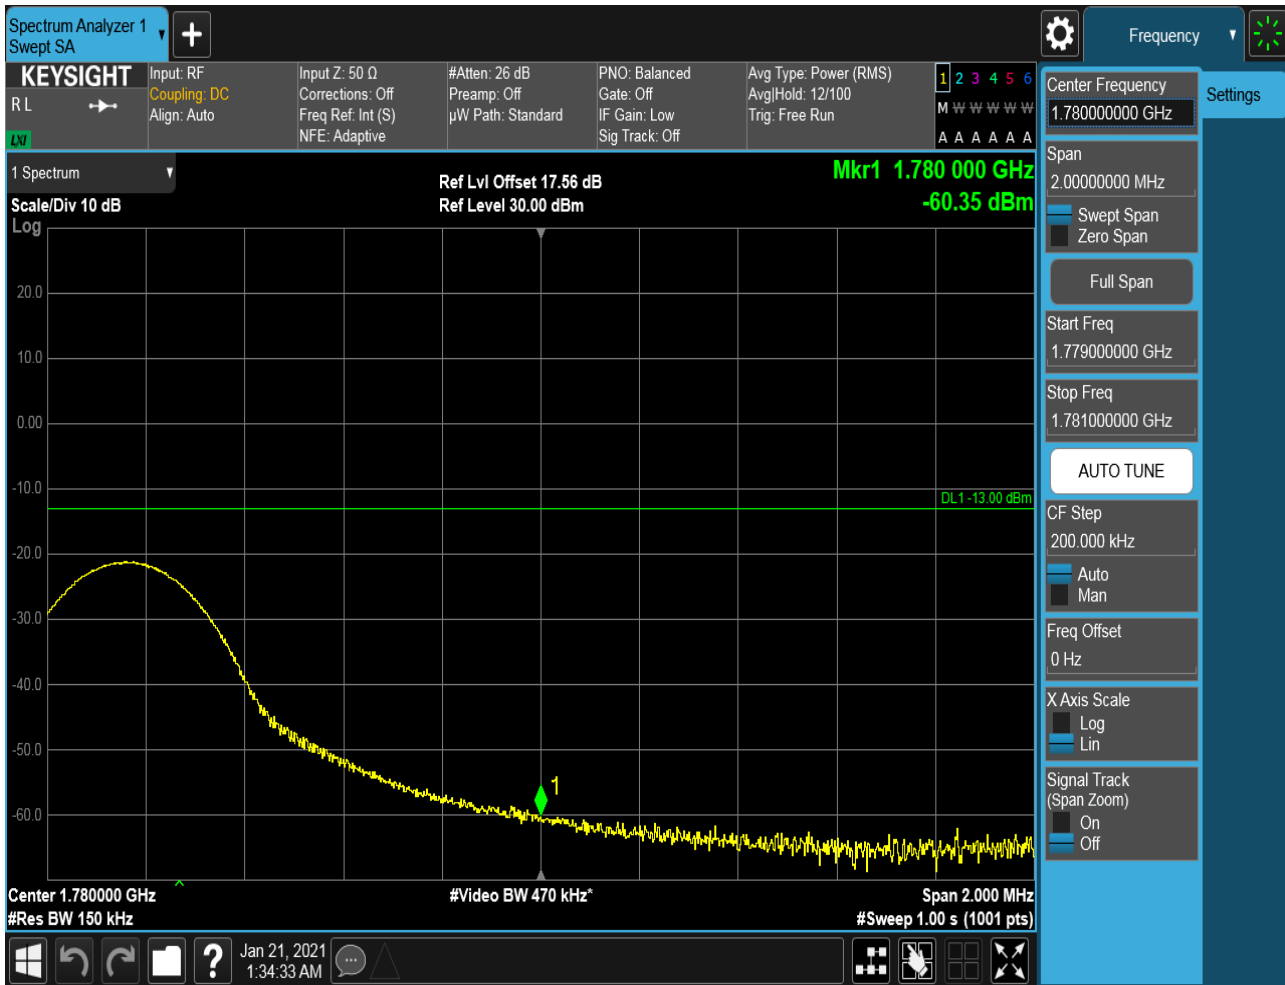 Spectrum Analyzer 1
Swept SA
Frequency
KEYSIGHT
R L
LXI
Input: RF
Coupling: DC
Align: Auto
Input Z: 50 Ω
Corrections: Off
Freq Ref: Int (S)
NFE: Adaptive
#Atten: 26 dB
Preamp: Off
µW Path: Standard
PNO: Balanced
Gate: Off
IF Gain: Low
Sig Track: Off
Avg Type: Power (RMS)
Avg|Hold: 12/100
Trig: Free Run
1 2 3 4 5 6
M W W W W W
A A A A A A
1 Spectrum
Scale/Div 10 dB
Log
Ref Lvl Offset 17.56 dB
Ref Level 30.00 dBm
Mkr1 1.780 000 GHz
-60.35 dBm
20.0
10.0
0.00
-10.0
DL1 -13.00 dBm
-20.0
-30.0
-40.0
-50.0
1
-60.0
Center 1.780000 GHz
#Res BW 150 kHz
#Video BW 470 kHz*
Span 2.000 MHz
#Sweep 1.00 s (1001 pts)
?
Jan 21, 2021
1:34:33 AM
Center Frequency
1.780000000 GHz
Settings
Span
2.00000000 MHz
Swept Span
Zero Span
Full Span
Start Freq
1.779000000 GHz
Stop Freq
1.781000000 GHz
AUTO TUNE
CF Step
200.000 kHz
Auto
Man
Freq Offset
0 Hz
X Axis Scale
Log
Lin
Signal Track
(Span Zoom)
On
Off